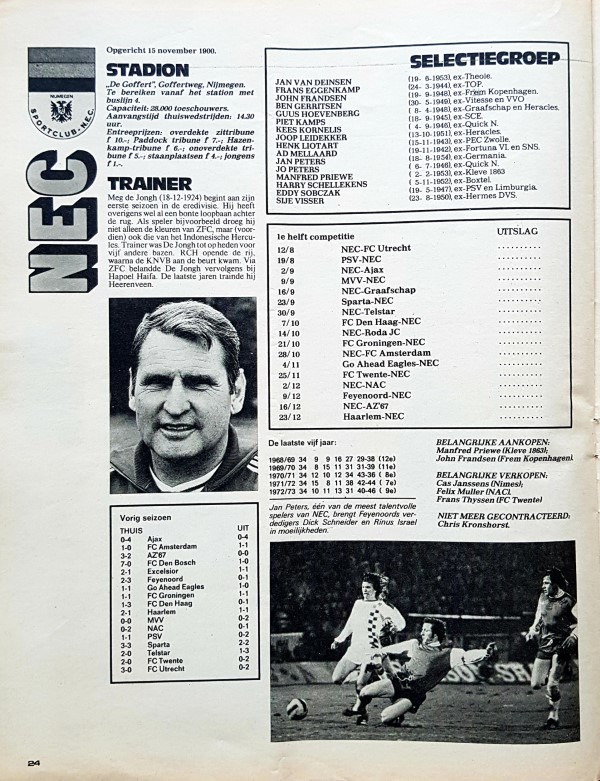 NEC
NIJMEGEN
SPORTCLUB-N.E.C.
Opgericht 15 november 1900.
STADION
„De Goffert", Goffertweg, Nijmegen.
Te bereiken vanaf het station met
buslijn 4.
Capaciteit: 28.000 toeschouwers.
Aanvangstijd thuiswedstrijden: 14.30
uur.
Entreeprijzen: overdekte zittribune
f 10.-; Paddock tribune f 7.-; Hazen-
kamp-tribune f 6.-; onoverdekte tri-
bune f 5.-; staanplaatsen f 4.-; jongens
f 1.-.
TRAINER
Meg de Jongh (18-12-1924) begint aan zijn
eerste seizoen in de eredivisie. Hij heeft
overigens wel al een bonte loopbaan achter
de rug. Als speler bijvoorbeeld droeg hij
niet alleen de kleuren van ZFC, maar (voor-
dien) ook die van het Indonesische Hercu-
les. Trainer was De Jongh tot op heden voor
vijf andere bazen. RCH opende de rij,
waarna de KNVB aan de beurt kwam. Via
ZFC belandde De Jongh vervolgens bij
Hapoel Haifa. De laatste jaren trainde hij
Heerenveen.
SELECTIEGROEP
JAN VAN DEINSEN (19- 6-1953), ex-Theole.
FRANS EGGENKAMP (24- 3-1944), ex-TOP.
JOHN FRANDSEN (19- 9-1948), ex-Frem Kopenhagen.
BEN GERRITSEN (30- 5-1949), ex-Vitesse en VVO
GUUS HOEVENBERG ( 8- 4-1948), ex-Graafschap en Heracles.
PIET KAMPS (18- 9-1945), ex-SCE.
KEES KORNELIS ( 4- 9-1946), ex-Quick N.
JOOP LEIDEKKER (13-10-1951), ex-Heracles.
HENK LIOTART (15-11-1943), ex-PEC Zwolle.
AD MELLAARD (19-11-1942), ex-Fortuna VL en SNS.
JAN PETERS (18- 8-1954), ex-Germania.
JO PETERS ( 6- 7-1946), ex-Quick N.
MANFRED PRIEWE ( 2- 2-1953), ex-Kleve 1863
HARRY SCHELLEKENS ( 5-11-1952), ex-Boxtel.
EDDY SOBCZAK (19- 5-1947), ex-PSV en Limburgia.
SIJE VISSER (23- 8-1950), ex-Hermes DVS.
1e helft competitie UITSLAG
12/8 NEC-FC Utrecht ..........
19/8 PSV-NEC ..........
2/9 NEC-Ajax ..........
9/9 MVV-NEC ..........
16/9 NEC-Graafschap ..........
23/9 Sparta-NEC ..........
30/9 NEC-Telstar ..........
7/10 FC Den Haag-NEC ..........
14/10 NEC-Roda JC ..........
21/10 FC Groningen-NEC ..........
28/10 NEC-FC Amsterdam ..........
4/11 Go Ahead Eagles-NEC ..........
25/11 FC Twente-NEC ..........
2/12 NEC-NAC ..........
9/12 Feyenoord-NEC ..........
16/12 NEC-AZ'67 ..........
23/12 Haarlem-NEC ..........
De laatste vijf jaar:
1968/69 34 9 9 16 27 29-38 (12e)
1969/70 34 8 15 11 31 31-39 (11e)
1970/71 34 12 10 12 34 43-36 ( 8e)
1971/72 34 15 8 11 38 42-44 ( 7e)
1972/73 34 10 11 13 31 40-46 ( 9e)
Jan Peters, één van de meest talentvolle
spelers van NEC, brengt Feyenoords ver-
dedigers Dick Schneider en Rinus Israel
in moeilijkheden.
BELANGRIJKE AANKOPEN:
Manfred Priewe (Kleve 1863);
John Frandsen (Frem Kopenhagen).
BELANGRIJKE VERKOPEN:
Cas Janssens (Nimes);
Felix Muller (NAC),
Frans Thyssen (FC Twente)
NIET MEER GECONTRACTEERD:
Chris Kronshorst.
Vorig seizoen
THUIS UIT
0-4 Ajax 0-4
1-0 FC Amsterdam 1-1
3-2 AZ'67 0-0
7-0 FC Den Bosch 1-0
2-1 Excelsior 1-1
2-3 Feyenoord 0-1
1-1 Go Ahead Eagles 1-0
1-1 FC Groningen 1-1
1-3 FC Den Haag 0-1
2-1 Haarlem 1-1
0-0 MVV 0-2
0-2 NAC 0-1
1-1 PSV 0-2
3-3 Sparta 2-2
2-0 Telstar 1-3
2-0 FC Twente 0-2
3-0 FC Utrecht 0-2
24